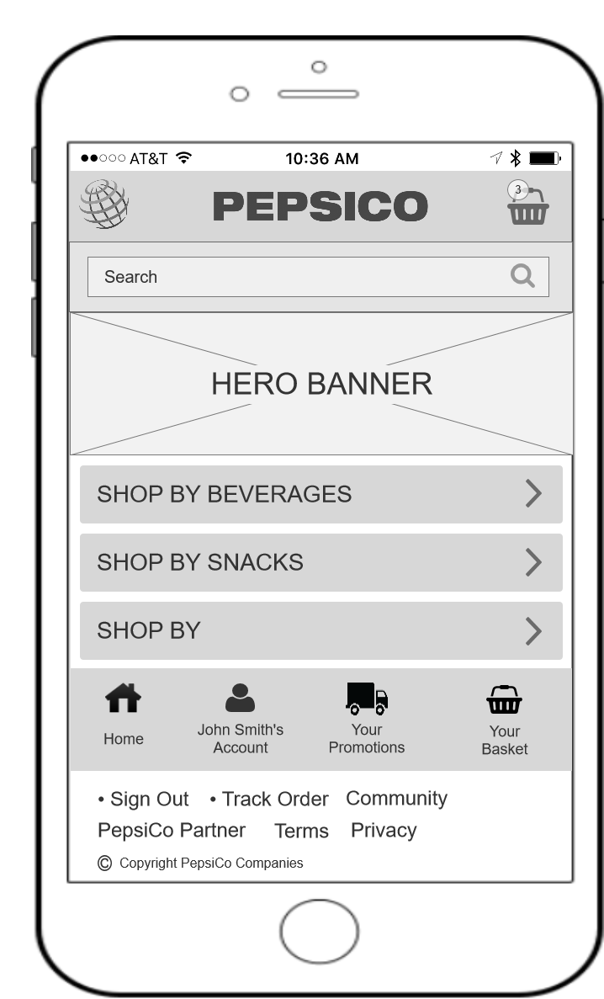 AT&T 10:36 AM
PEPSICO 3
Search
HERO BANNER
SHOP BY BEVERAGES
SHOP BY SNACKS
SHOP BY
Home
John Smith's
Account
Your
Promotions
Your
Basket
• Sign Out • Track Order Community
PepsiCo Partner Terms Privacy
© Copyright PepsiCo Companies